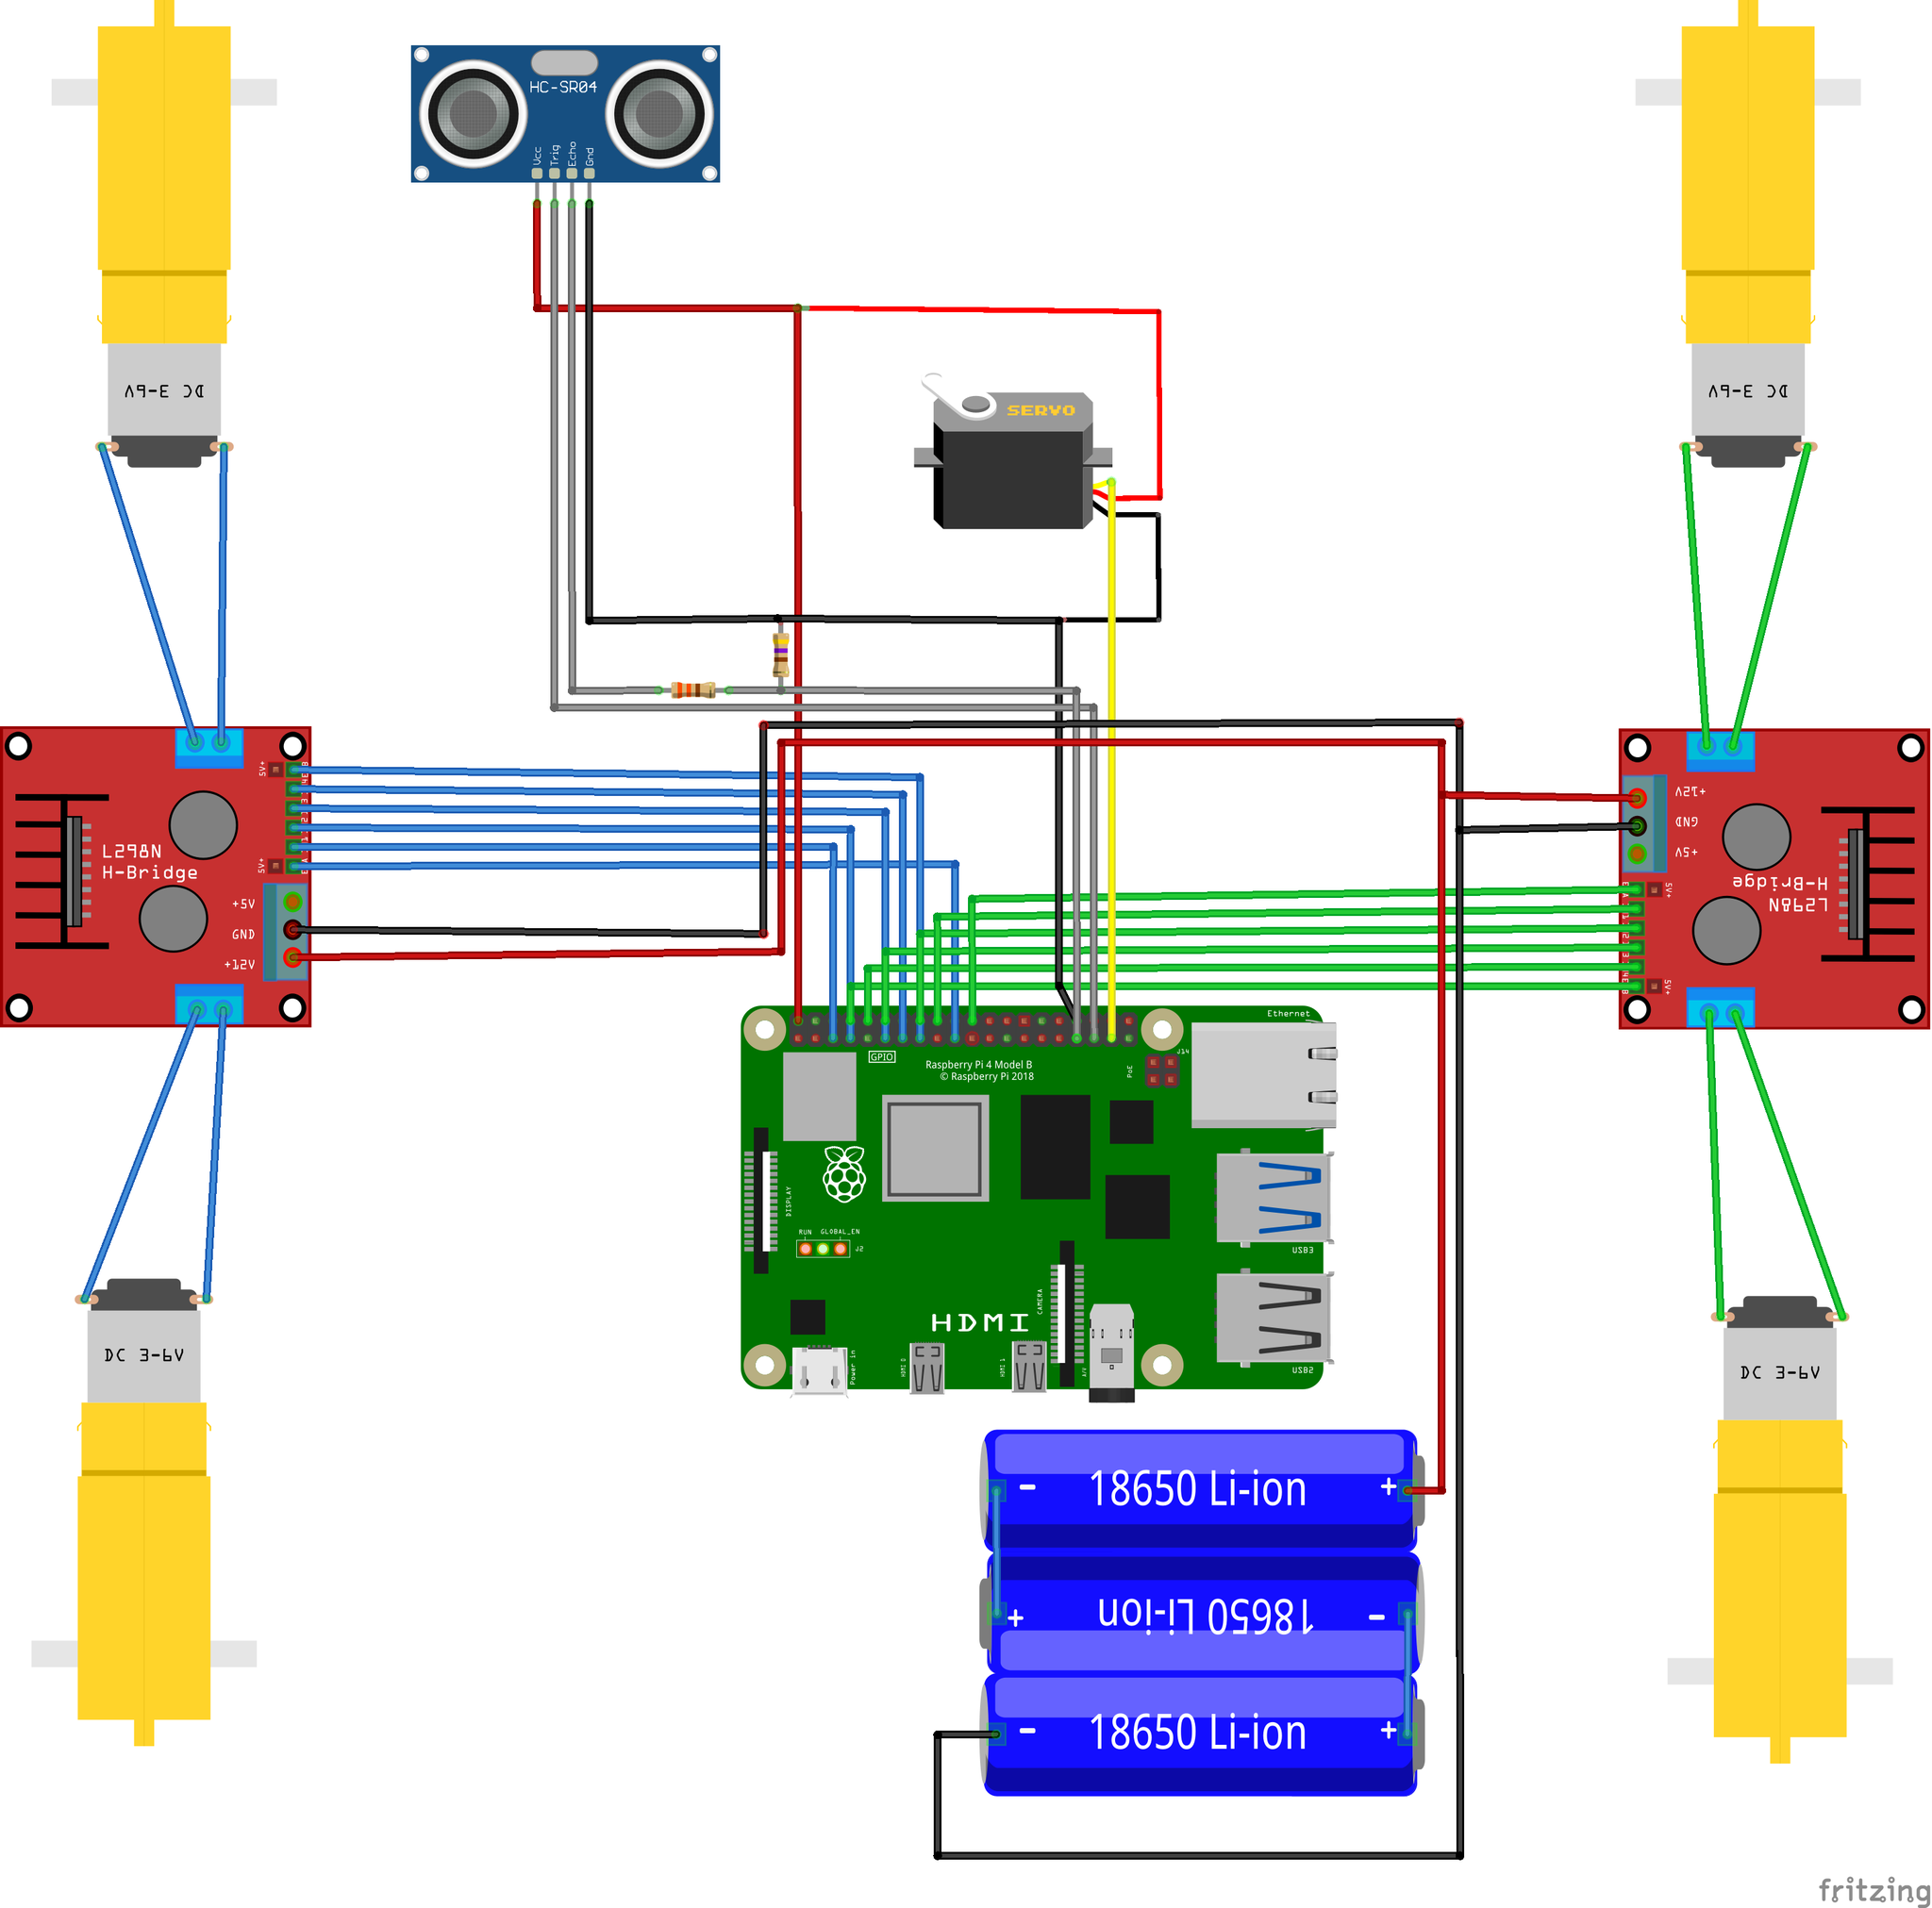 HC-SR04
Vcc
Trig
Echo
Gnd
DC 3-6V
DC 3-6V
SERVO
5V+
L298N
H-Bridge
5V+
+5V
GND
+12V
+12V
GND
+5V
H-Bridge
L298N
5V+
5V+
Ethernet
GPIO
Raspberry Pi 4 Model B
© Raspberry Pi 2018
J14
PoE
DISPLAY
RUN
GLOBAL_EN
J2
USB3
CAMERA
HDMI
Power in
HDMI 0
HDMI 1
A/V
USB2
DC 3-6V
DC 3-6V
- 18650 Li-ion +
+ 18650 Li-ion -
- 18650 Li-ion +
fritzing